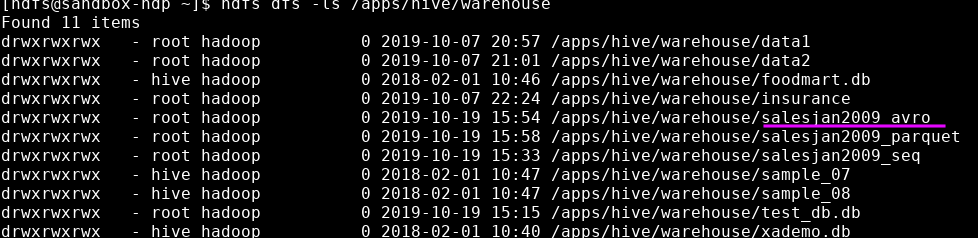 [hdfs@sandbox-hdp ~]$ hdfs dfs -ls /apps/hive/warehouse
Found 11 items
drwxrwxrwx   - root hadoop          0 2019-10-07 20:57 /apps/hive/warehouse/data1
drwxrwxrwx   - root hadoop          0 2019-10-07 21:01 /apps/hive/warehouse/data2
drwxrwxrwx   - hive hadoop          0 2018-02-01 10:46 /apps/hive/warehouse/foodmart.db
drwxrwxrwx   - root hadoop          0 2019-10-07 22:24 /apps/hive/warehouse/insurance
drwxrwxrwx   - root hadoop          0 2019-10-19 15:54 /apps/hive/warehouse/salesjan2009_avro
drwxrwxrwx   - root hadoop          0 2019-10-19 15:58 /apps/hive/warehouse/salesjan2009_parquet
drwxrwxrwx   - root hadoop          0 2019-10-19 15:33 /apps/hive/warehouse/salesjan2009_seq
drwxrwxrwx   - hive hadoop          0 2018-02-01 10:47 /apps/hive/warehouse/sample_07
drwxrwxrwx   - hive hadoop          0 2018-02-01 10:47 /apps/hive/warehouse/sample_08
drwxrwxrwx   - root hadoop          0 2019-10-19 15:15 /apps/hive/warehouse/test_db.db
drwxrwxrwx   - hive hadoop          0 2018-02-01 10:40 /apps/hive/warehouse/xademo.db